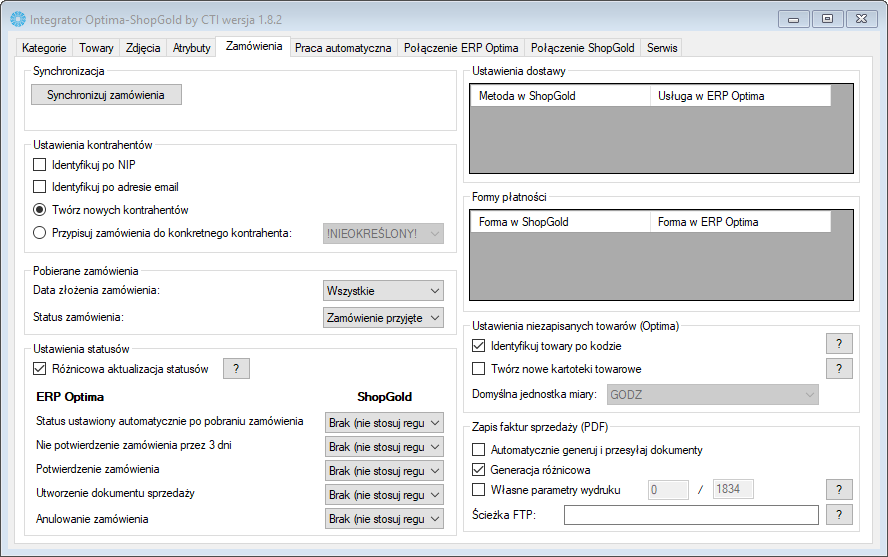 Integrator Optima-ShopGold by CTI wersja 1.8.2
Kategorie Towary Zdjęcia Atrybuty Zamówienia Praca automatyczna Połączenie ERP Optima Połączenie ShopGold Serwis
Synchronizacja
Synchronizuj zamówienia
Ustawienia kontrahentów
Identyfikuj po NIP
Identyfikuj po adresie email
Twórz nowych kontrahentów
Przypisuj zamówienia do konkretnego kontrahenta: !NIEOKREŚLONY!
Pobierane zamówienia
Data złożenia zamówienia: Wszystkie
Status zamówienia: Zamówienie przyjęte
Ustawienia statusów
Różnicowa aktualizacja statusów ?
ERP Optima ShopGold
Status ustawiony automatycznie po pobraniu zamówienia Brak (nie stosuj regu
Nie potwierdzenie zamówienia przez 3 dni Brak (nie stosuj regu
Potwierdzenie zamówienia Brak (nie stosuj regu
Utworzenie dokumentu sprzedaży Brak (nie stosuj regu
Anulowanie zamówienia Brak (nie stosuj regu
Ustawienia dostawy
Metoda w ShopGold Usługa w ERP Optima
Formy płatności
Forma w ShopGold Forma w ERP Optima
Ustawienia niezapisanych towarów (Optima)
Identyfikuj towary po kodzie ?
Twórz nowe kartoteki towarowe ?
Domyślna jednostka miary: GODZ
Zapis faktur sprzedaży (PDF)
Automatycznie generuj i przesyłaj dokumenty
Generacja różnicowa
Własne parametry wydruku 0 / 1834 ?
Ścieżka FTP: ?